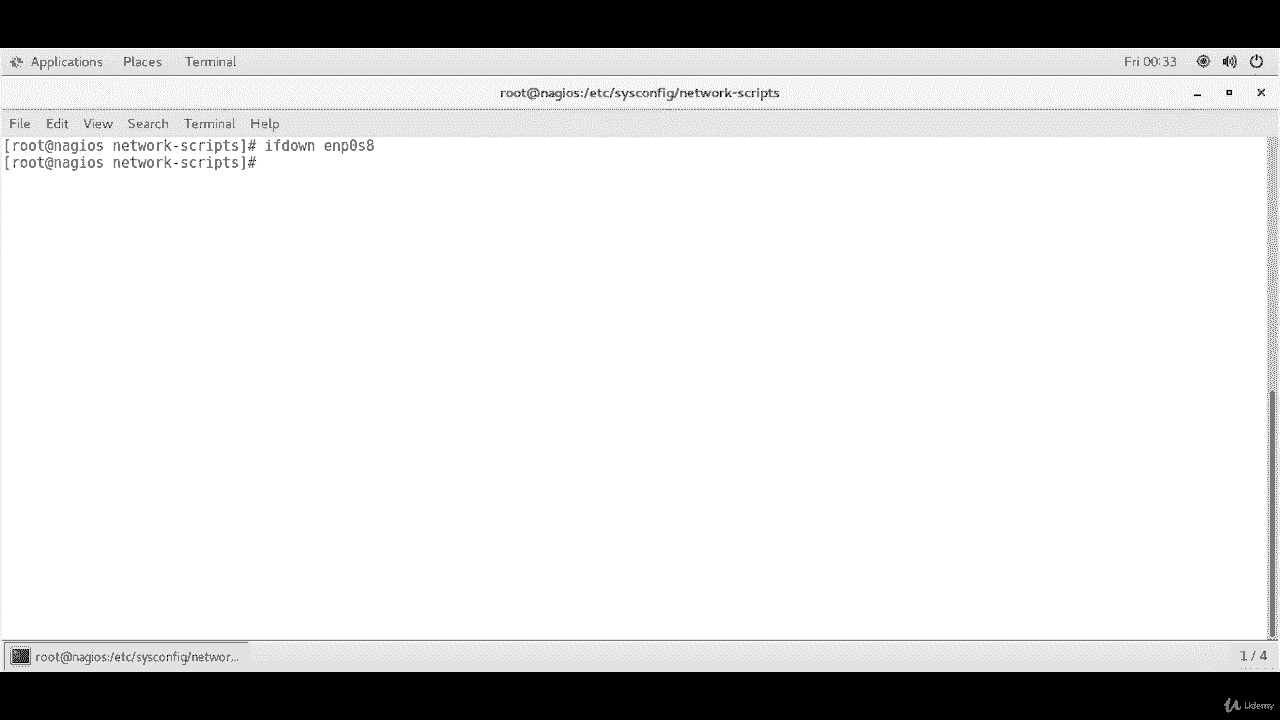 Applications Places Terminal Fri 00:33
root@nagios:/etc/sysconfig/network-scripts
File Edit View Search Terminal Help
[root@nagios network-scripts]# ifdown enp0s8
[root@nagios network-scripts]#
root@nagios:/etc/sysconfig/networ... 1 / 4
Udemy